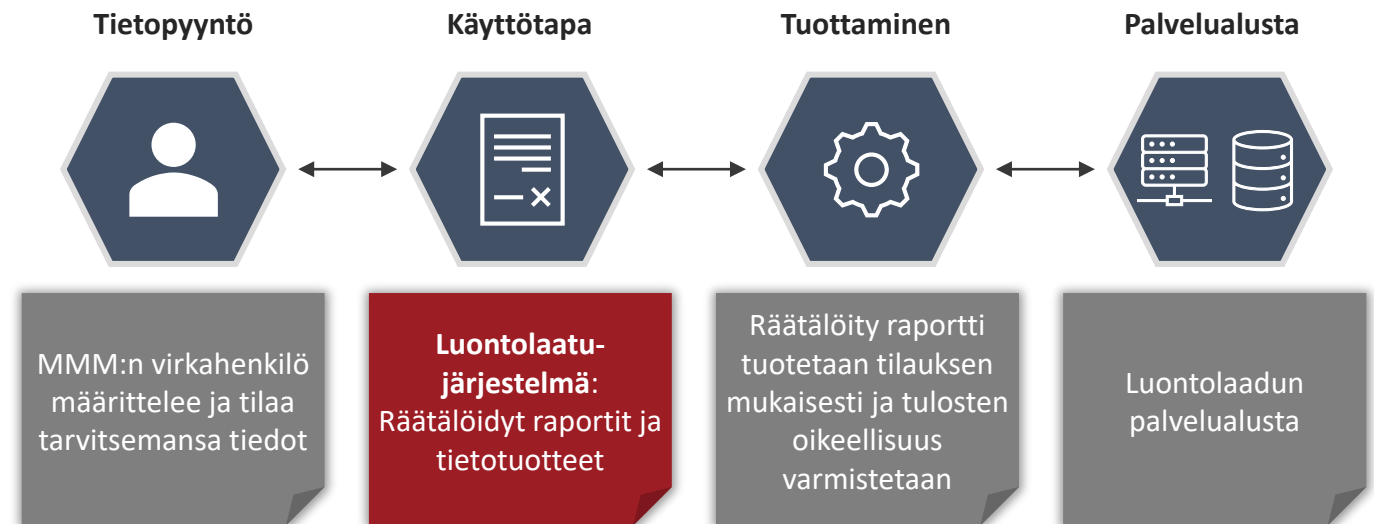 Tietopyyntö
Käyttötapa
Tuottaminen
Palvelualusta
MMM:n virkahenkilö
määrittelee ja tilaa
tarvitsemansa tiedot
Luontolaatu-
järjestelmä:
Räätälöidyt raportit ja
tietotuotteet
Räätälöity raportti
tuotetaan tilauksen
mukaisesti ja tulosten
oikeellisuus
varmistetaan
Luontolaadun
palvelualusta